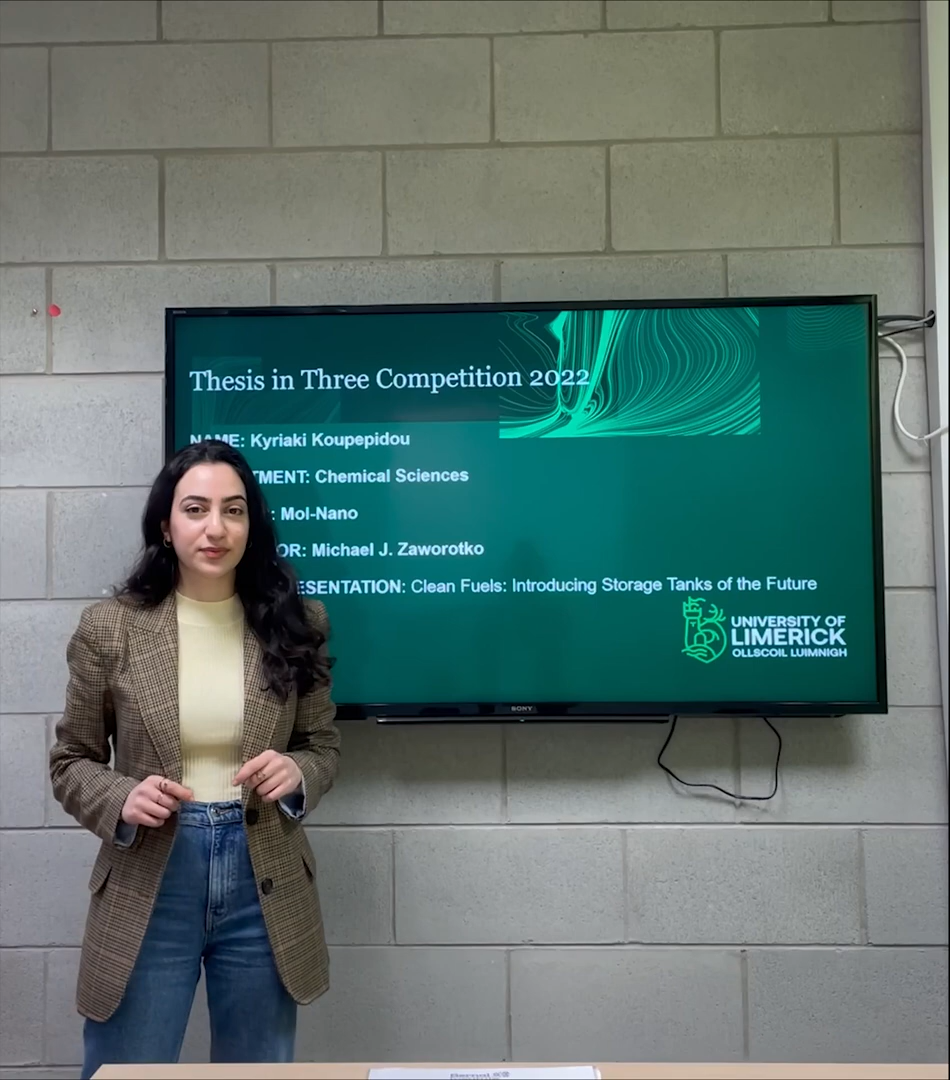 Thesis in Three Competition 2022
NAME: Kyriaki Koupepidou
TMENT: Chemical Sciences
: Mol-Nano
OR: Michael J. Zaworotko
ESENTATION: Clean Fuels: Introducing Storage Tanks of the Future
UNIVERSITY OF
LIMERICK
OLLSCOIL LUIMNIGH
SONY